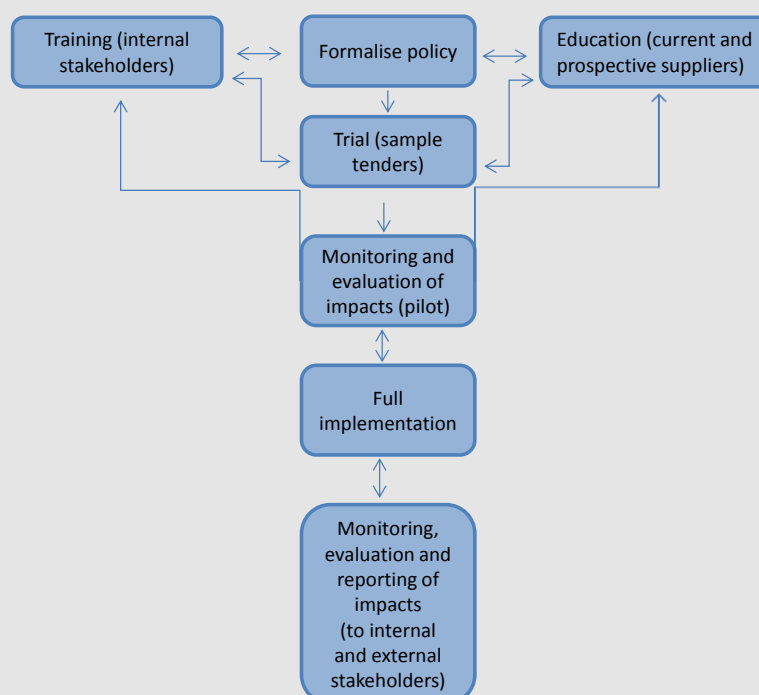 Training (internal
stakeholders)
Formalise policy
Education (current and
prospective suppliers)
Trial (sample
tenders)
Monitoring and
evaluation of
impacts (pilot)
Full
implementation
Monitoring,
evaluation and
reporting of
impacts
(to internal
and external
stakeholders)